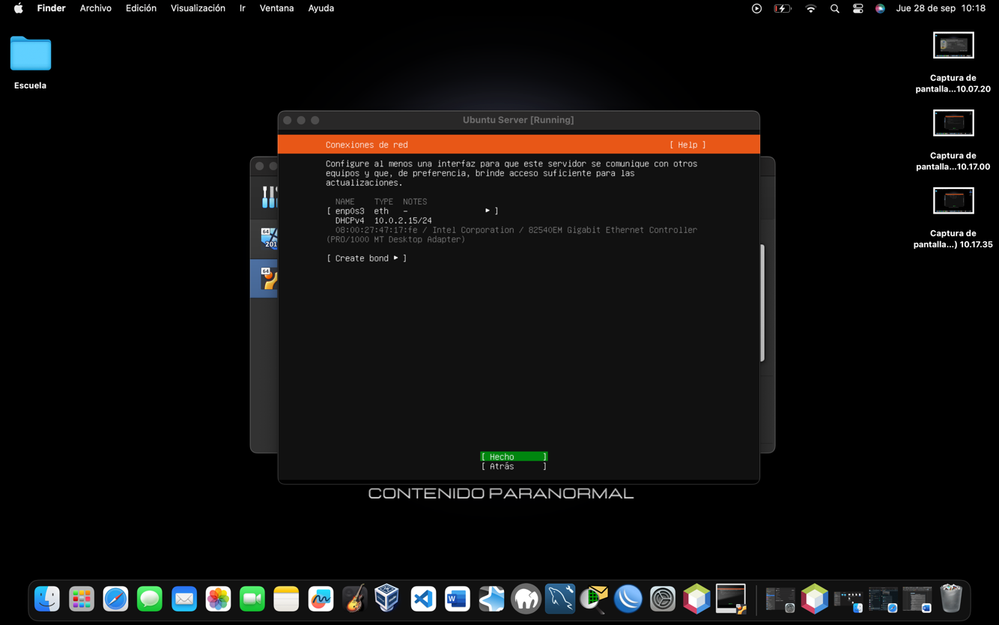 Finder Archivo Edición Visualización Ir Ventana Ayuda Jue 28 de sep 10:18
Escuela
Captura de
pantalla...10.07.20
Captura de
pantalla...10.17.00
Captura de
pantalla...) 10.17.35
Ubuntu Server [Running]
Conexiones de red [ Help ]
Configure al menos una interfaz para que este servidor se comunique con otros
equipos y que, de preferencia, brinde acceso suficiente para las
actualizaciones.
NAME TYPE NOTES
[ enp0s3 eth - ▸ ]
DHCPv4 10.0.2.15/24
08:00:27:47:17:fe / Intel Corporation / 82540EM Gigabit Ethernet Controller
(PRO/1000 MT Desktop Adapter)
[ Create bond ▸ ]
[ Hecho ]
[ Atrás ]
64
201
64
CONTENIDO PARANORMAL